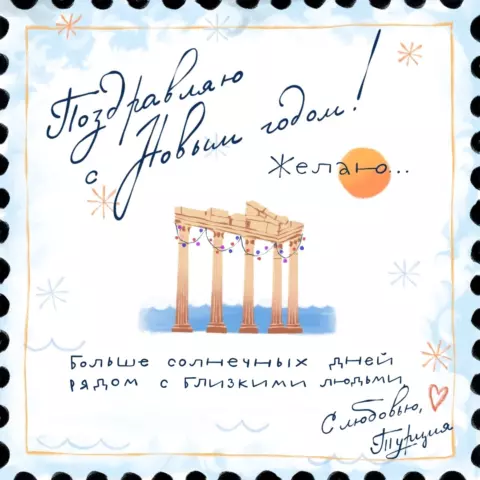 Поздравляю
с Новым годом!
Желаю...
Больше солнечных дней
рядом с близкими людьми
С любовью,
Турция